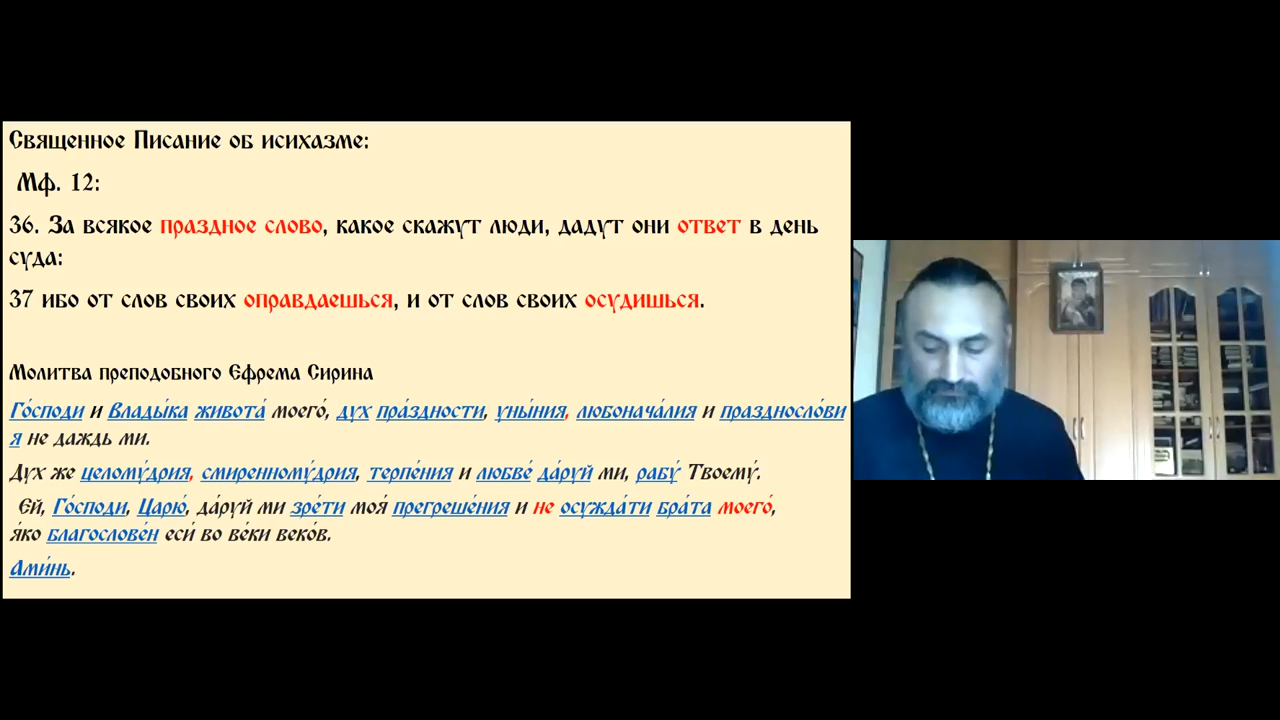 Священное Писание об исихазме:
Мф. 12:
36. За всякое праздное слово, какое скажут люди, дадут они ответ в день
суда:
37 ибо от слов своих оправдаешься, и от слов своих осудишься.
Молитва преподобного Ефрема Сирина
Го́споди и Влады́ка живота́ моего́, дух пра́здности, уны́ния, любонача́лия и празднosло́ви
я не даждь ми.
Дух же целому́дрия, смиренному́дрия, терпе́ния и любве́ да́руй ми, рабу́ Твоему́.
Ей, Го́споди, Царю́, да́руй ми зре́ти моя́ прегреше́ния и не осужда́ти бра́та моего́,
я́ко благослове́н еси́ во ве́ки веко́в.
Ами́нь.